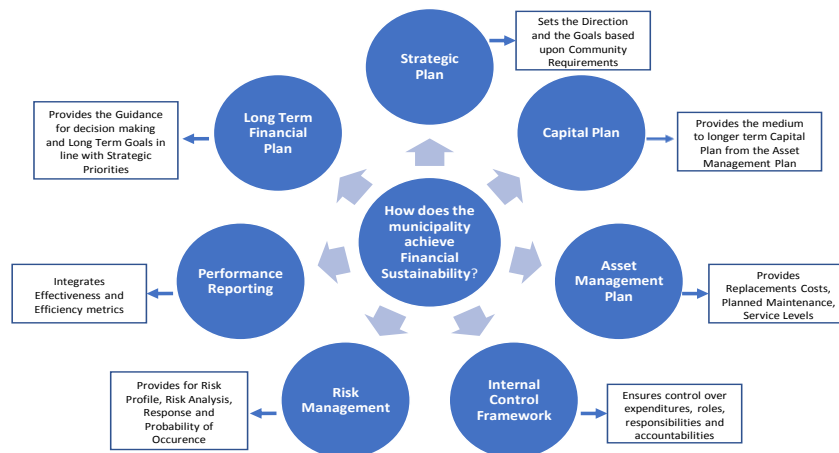 Strategic
Plan
Sets the Direction
and the Goals based
upon Community
Requirements
Capital Plan
Provides the medium
to longer term Capital
Plan from the Asset
Management Plan
Asset
Management
Plan
Provides
Replacements Costs,
Planned Maintenance,
Service Levels
Internal
Control
Framework
Ensures control over
expenditures, roles,
responsibilities and
accountabilities
Risk
Management
Provides for Risk
Profile, Risk Analysis,
Response and
Probability of
Occurence
Performance
Reporting
Integrates
Effectiveness and
Efficiency metrics
Long Term
Financial
Plan
Provides the Guidance
for decision making
and Long Term Goals in
line with Strategic
Priorities
How does the
municipality
achieve
Financial
Sustainability?